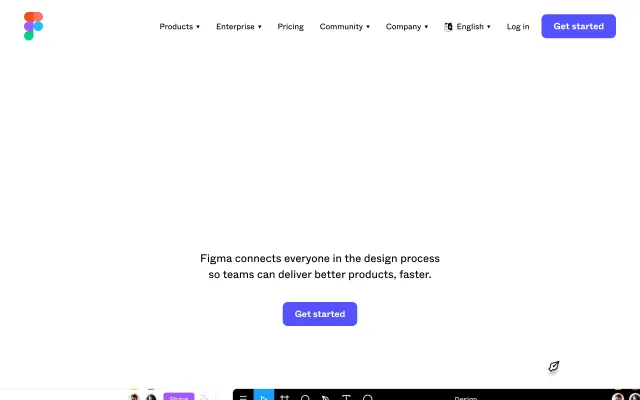 Products
Enterprise
Pricing
Community
Company
English
Log in
Get started
Figma connects everyone in the design process
so teams can deliver better products, faster.
Get started
Share
Design